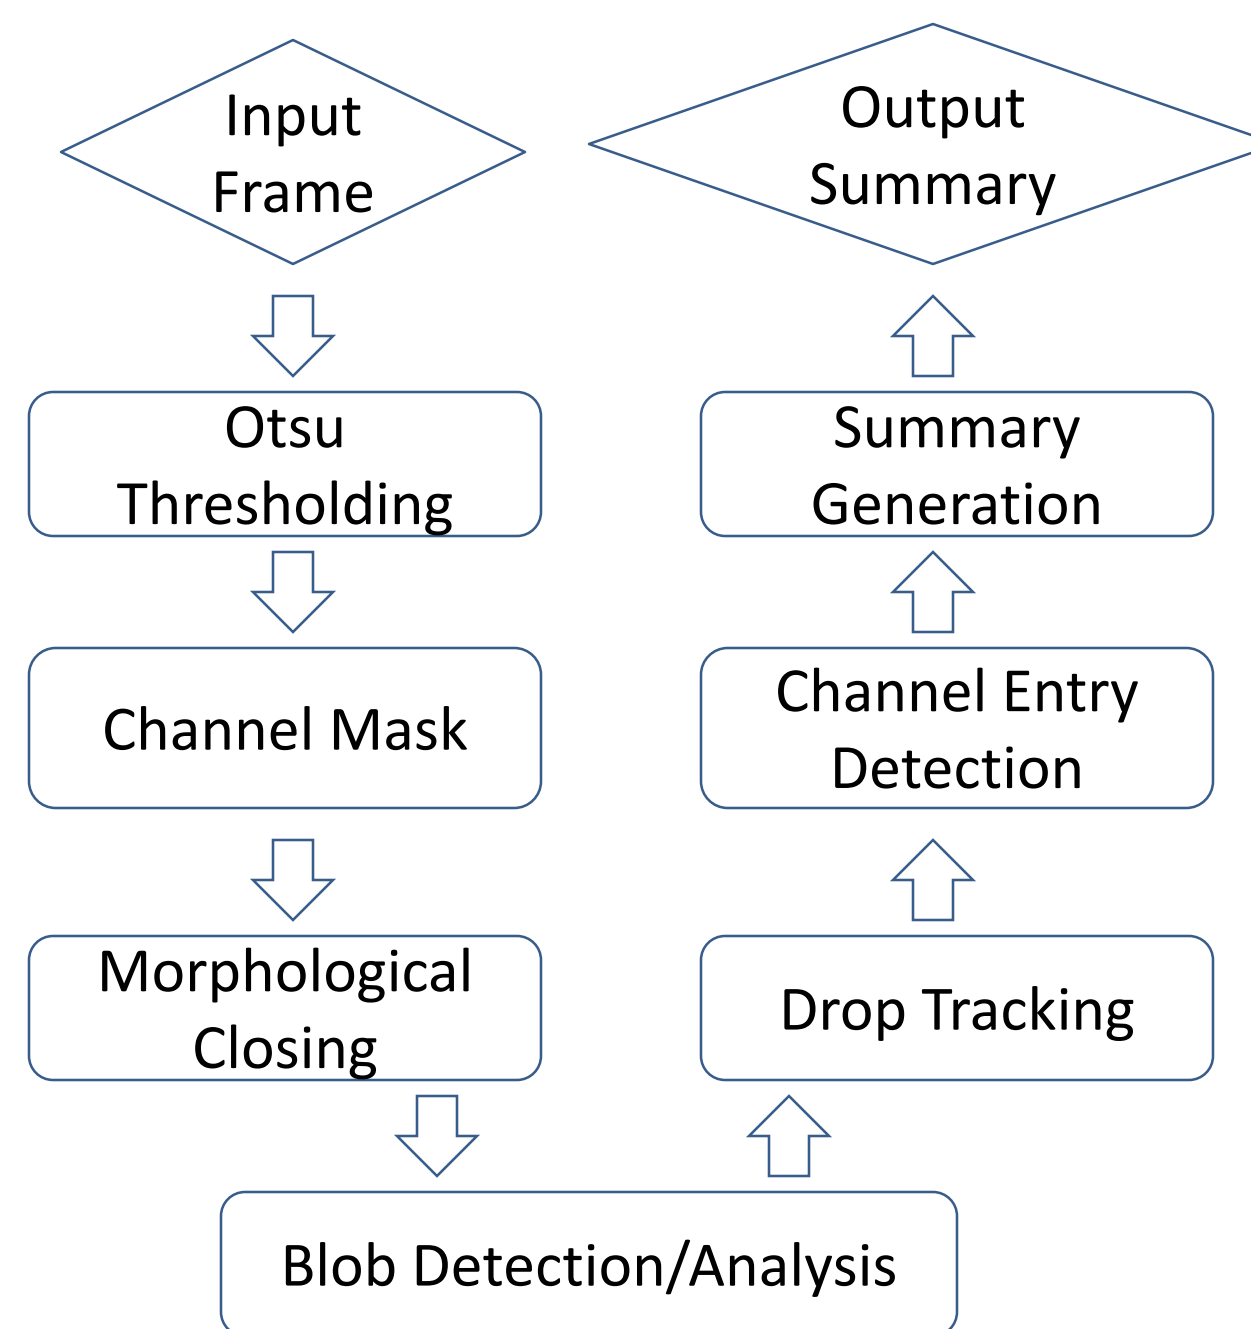 Input
Frame
Otsu
Thresholding
Channel Mask
Morphological
Closing
Blob Detection/Analysis
Drop Tracking
Channel Entry
Detection
Summary
Generation
Output
Summary